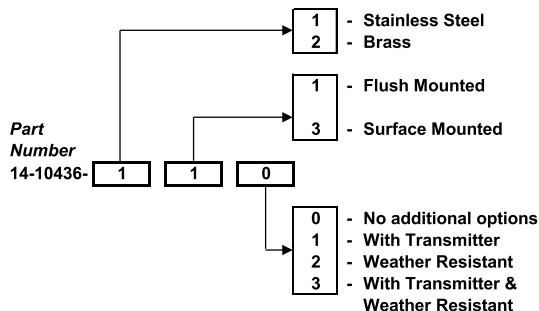 1 - Stainless Steel
2 - Brass
1 - Flush Mounted
3 - Surface Mounted
Part
Number
14-10436- 1 1 0
0 - No additional options
1 - With Transmitter
2 - Weather Resistant
3 - With Transmitter &
Weather Resistant